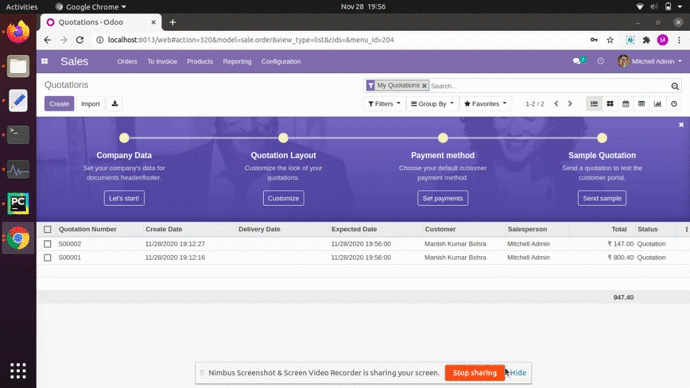 Activities Google Chrome Nov 28 19:56
Quotations - Odoo
localhost:8013/web#action=320&model=sale.order&view_type=list&cids=&menu_id=204
Sales Orders To Invoice Products Reporting Configuration Mitchell Admin
Quotations My Quotations Search...
Create Import Filters Group By Favorites 1-2 / 2
Company Data Quotation Layout Payment method Sample Quotation
Set your company's data for Customize the look of your Choose your default customer Send a quotation to test the
documents header/footer. quotations. payment method. customer portal.
Let's start! Customize Set payments Send sample
Quotation Number Create Date Delivery Date Expected Date Customer Salesperson Total Status
S00002 11/28/2020 19:12:27 11/28/2020 19:56:00 Manish Kumar Bohra Mitchell Admin ₹ 147.00 Quotation
S00001 11/28/2020 19:12:16 11/28/2020 19:56:00 Manish Kumar Bohra Mitchell Admin ₹ 800.40 Quotation
947.40
Nimbus Screenshot & Screen Video Recorder is sharing your screen. Stop sharing Hide